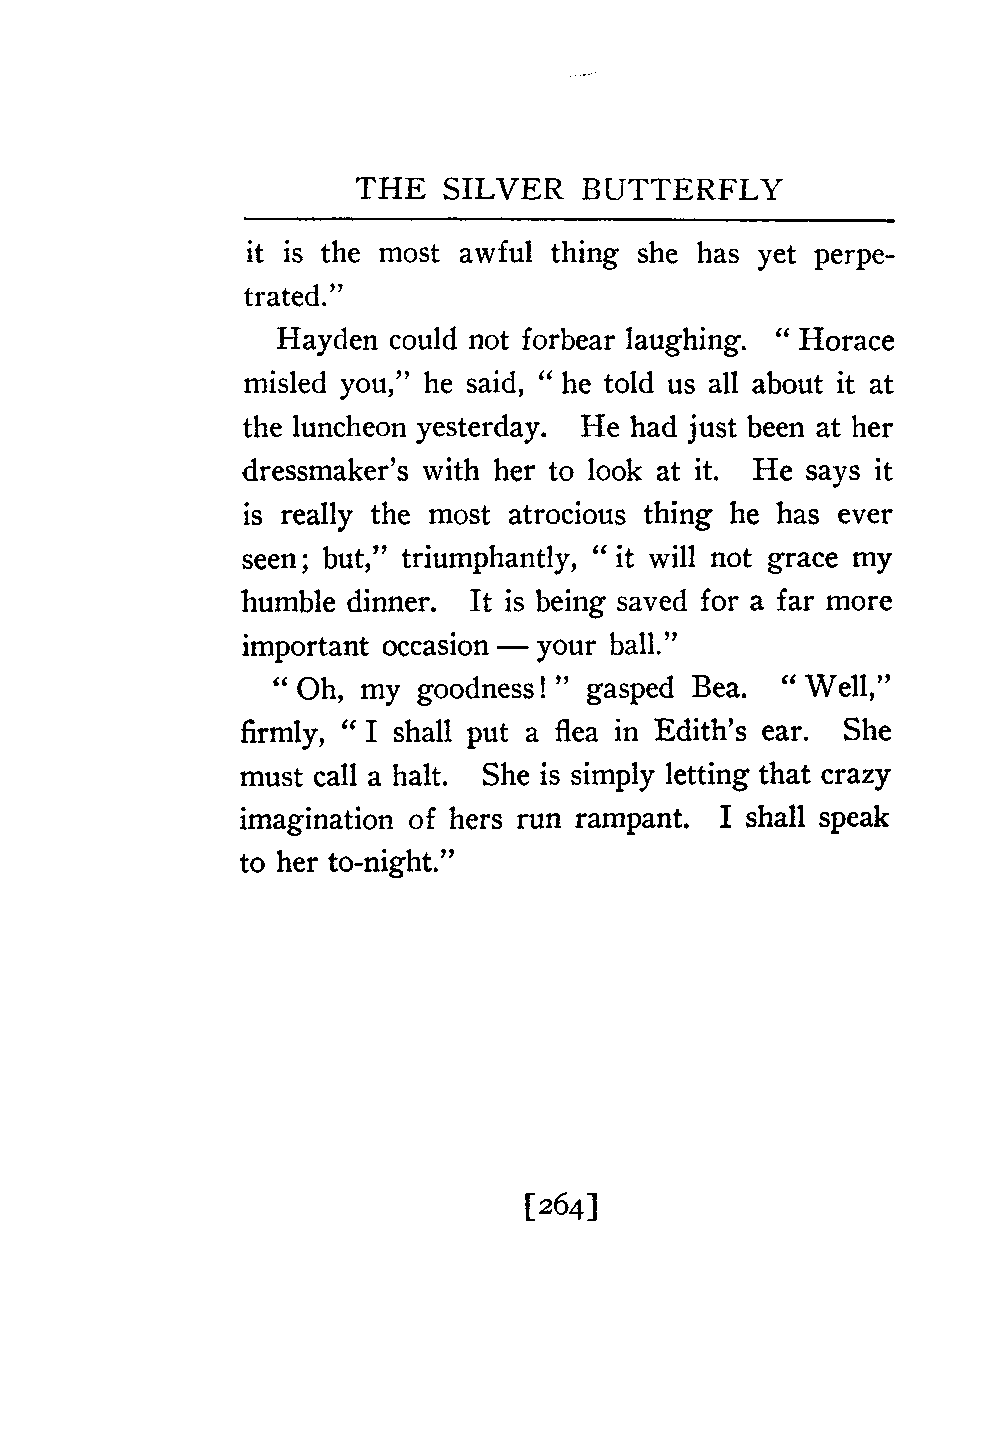 THE SILVER BUTTERFLY
it is the most awful thing she has yet perpe-
trated.”
Hayden could not forbear laughing. “ Horace
misled you,” he said, “ he told us all about it at
the luncheon yesterday. He had just been at her
dressmaker’s with her to look at it. He says it
is really the most atrocious thing he has ever
seen; but,” triumphantly, “ it will not grace my
humble dinner. It is being saved for a far more
important occasion — your ball.”
“ Oh, my goodness! ” gasped Bea. “ Well,”
firmly, “ I shall put a flea in Edith’s ear. She
must call a halt. She is simply letting that crazy
imagination of hers run rampant. I shall speak
to her to-night.”
[264]